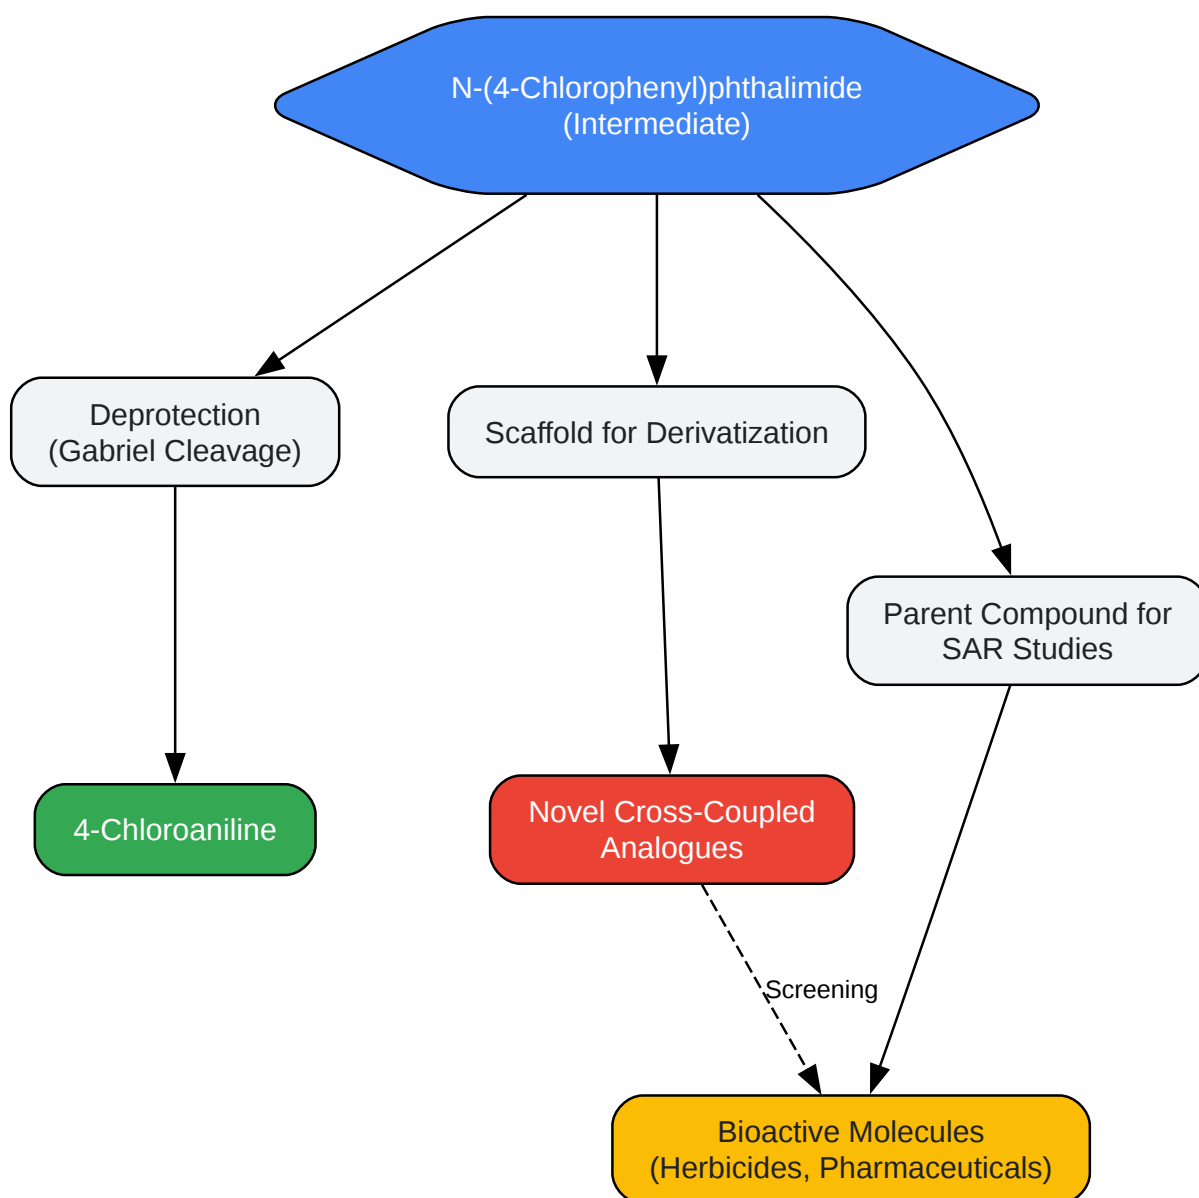 N-(4-Chlorophenyl)phthalimide
(Intermediate)
Deprotection
(Gabriel Cleavage)
Scaffold for Derivatization
Parent Compound for
SAR Studies
4-Chloroaniline
Novel Cross-Coupled
Analogues
Screening
Bioactive Molecules
(Herbicides, Pharmaceuticals)